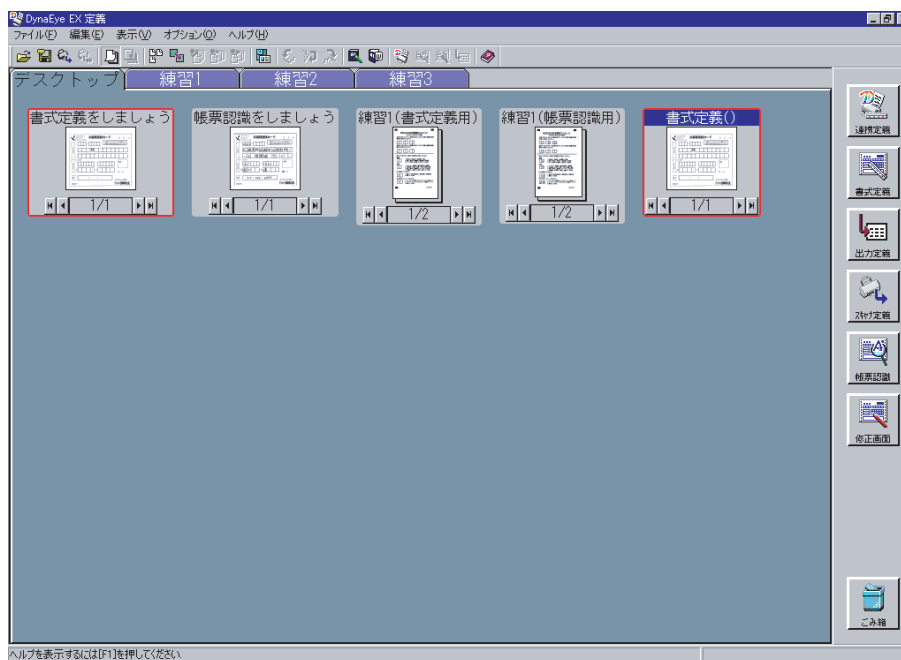 DynaEye EX 定義
ファイル(F) 編集(E) 表示(V) オプション(O) ヘルプ(H)
デスクトップ 練習1 練習2 練習3
書式定義をしましょう 帳票認識をしましょう 練習1(書式定義用) 練習1(帳票認識用) 書式定義()
1/1 1/1 1/2 1/2 1/1
連携定義
書式定義
出力定義
スキャナ定義
帳票認識
修正画面
ごみ箱
ヘルプを表示するには[F1]を押してください。